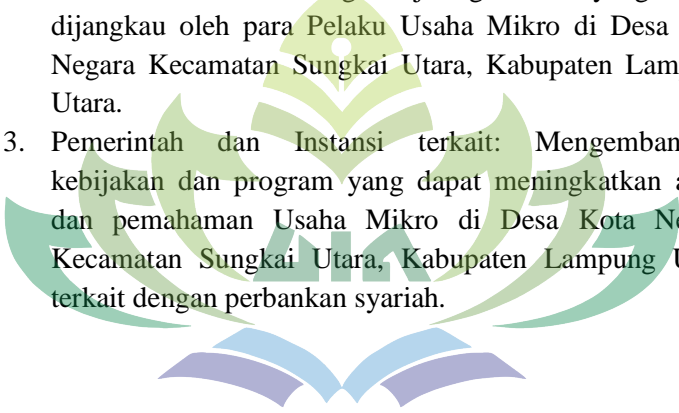 dijangkau oleh para Pelaku Usaha Mikro di Desa
Negara Kecamatan Sungkai Utara, Kabupaten Lam
Utara.
3. Pemerintah dan Instansi terkait: Mengemban
kebijakan dan program yang dapat meningkatkan a
dan pemahaman Usaha Mikro di Desa Kota Ne
Kecamatan Sungkai Utara, Kabupaten Lampung U
terkait dengan perbankan syariah.